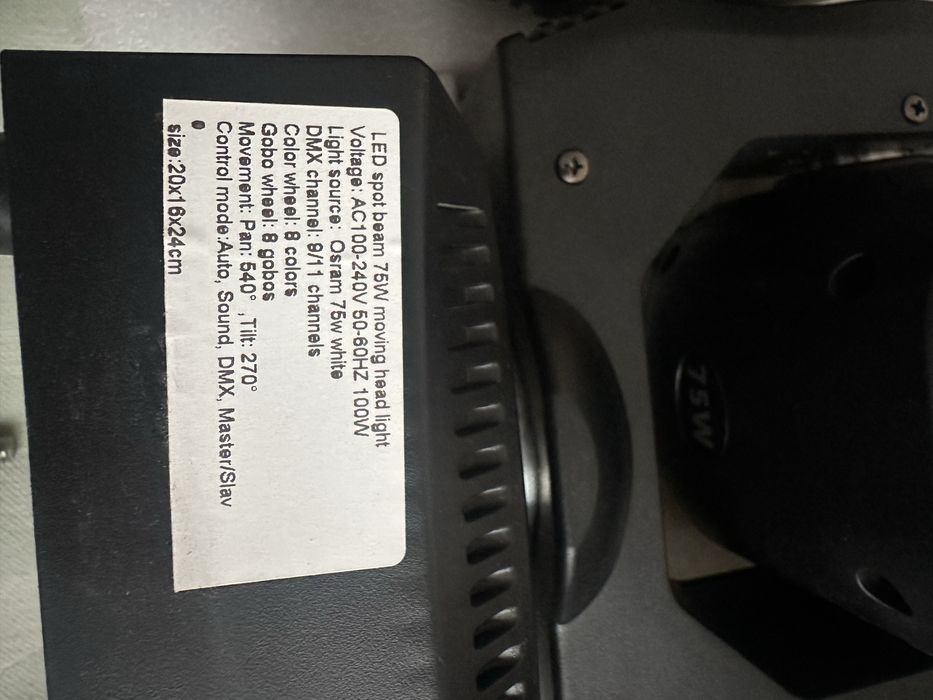 LED spot beam 75W moving head light
Voltage: AC100-240V 50-60HZ 100W
Light source: Osram 75w white
DMX channel: 9/11 channels
Color wheel: 8 colors
Gobo wheel: 8 gobos
Movement: Pan: 540° ,Tilt: 270°
Control mode:Auto, Sound, DMX, Master/Slav
•
size:20x16x24cm
75W